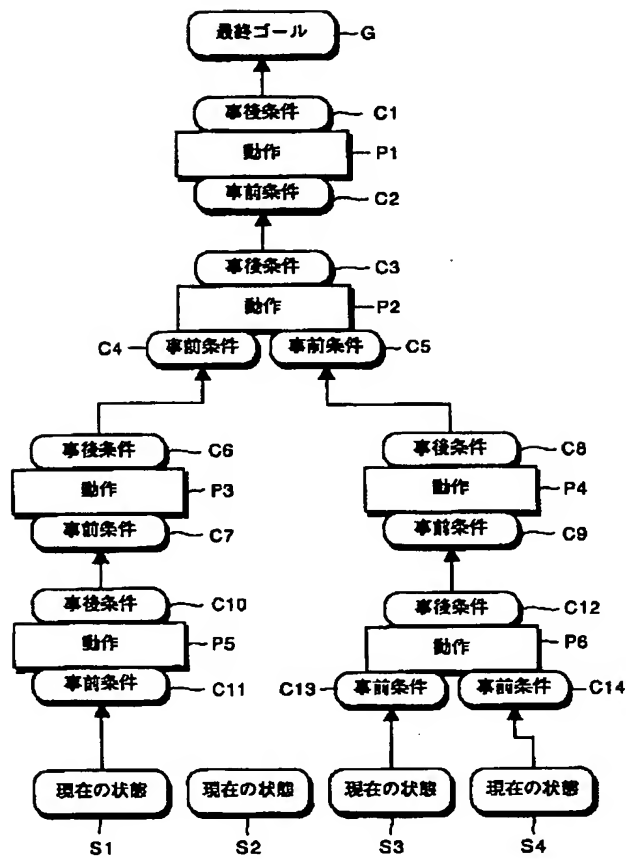 最終ゴール G
事後条件 C1
動作 P1
事前条件 C2
事後条件 C3
動作 P2
C4 事前条件 事前条件 C5
事後条件 C6 事後条件 C8
動作 P3 動作 P4
事前条件 C7 事前条件 C9
事後条件 C10 事後条件 C12
動作 P5 動作 P6
事前条件 C11 C13 事前条件 事前条件 C14
現在の状態 現在の状態 現在の状態 現在の状態
S1 S2 S3 S4